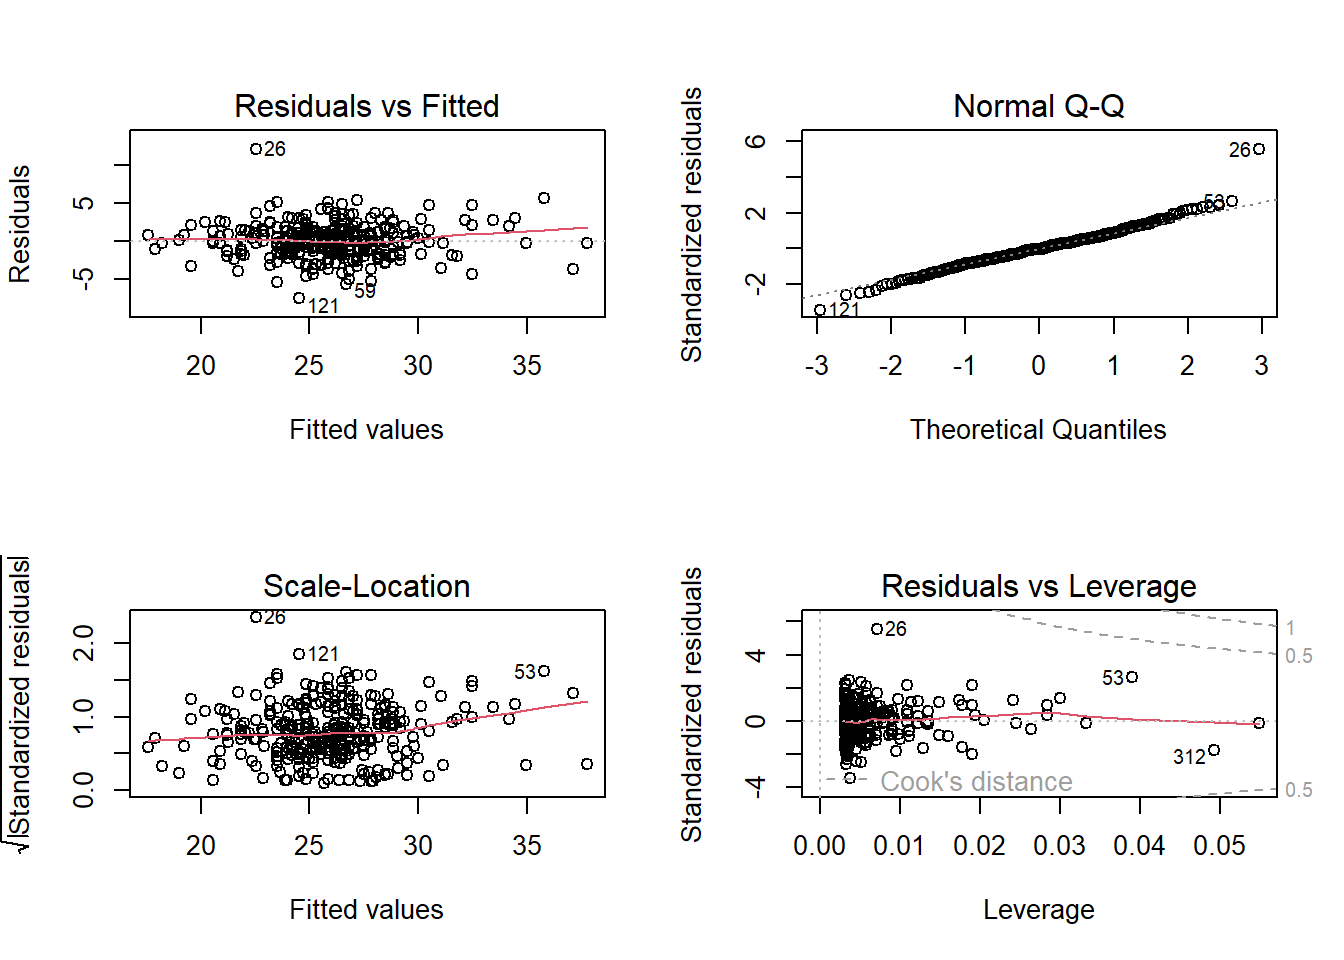 Residuals vs Fitted
Residuals
5
-5
26
59
121
20 25 30 35
Fitted values
Normal Q-Q
Standardized residuals
6
2
-2
26
53
121
-3 -2 -1 0 1 2 3
Theoretical Quantiles
Scale-Location
√|Standardized residuals|
2.0
1.0
0.0
26
121
53
20 25 30 35
Fitted values
Residuals vs Leverage
Standardized residuals
4
0
-4
26
53
312
1
0.5
0.5
Cook's distance
0.00 0.01 0.02 0.03 0.04 0.05
Leverage